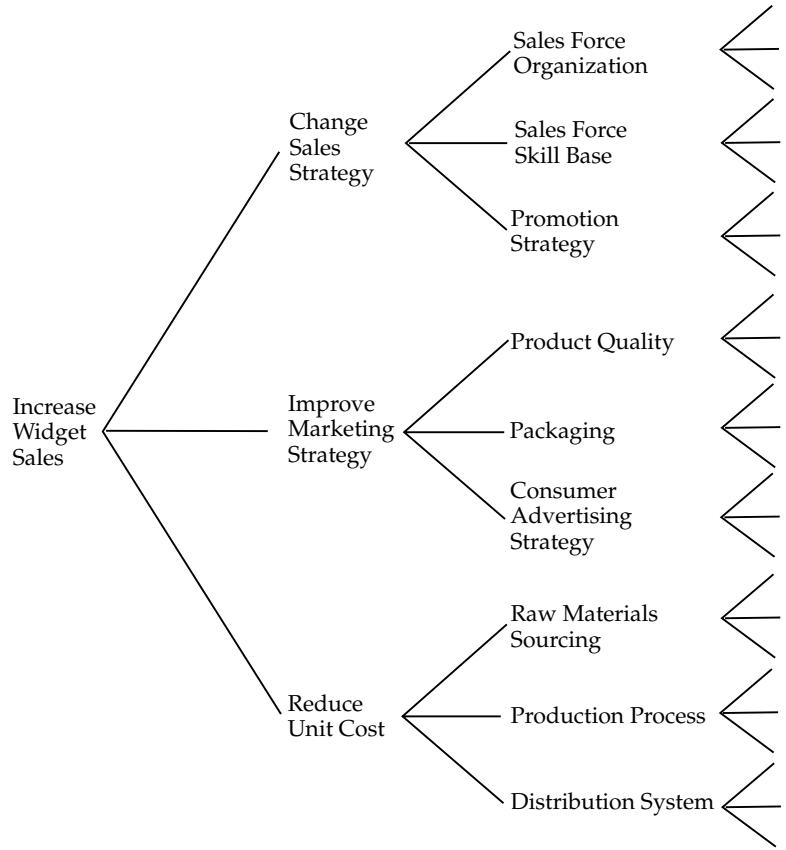 Increase
Widget
Sales
Change
Sales
Strategy
Sales Force
Organization
Sales Force
Skill Base
Promotion
Strategy
Improve
Marketing
Strategy
Product Quality
Packaging
Consumer
Advertising
Strategy
Reduce
Unit Cost
Raw Materials
Sourcing
Production Process
Distribution System